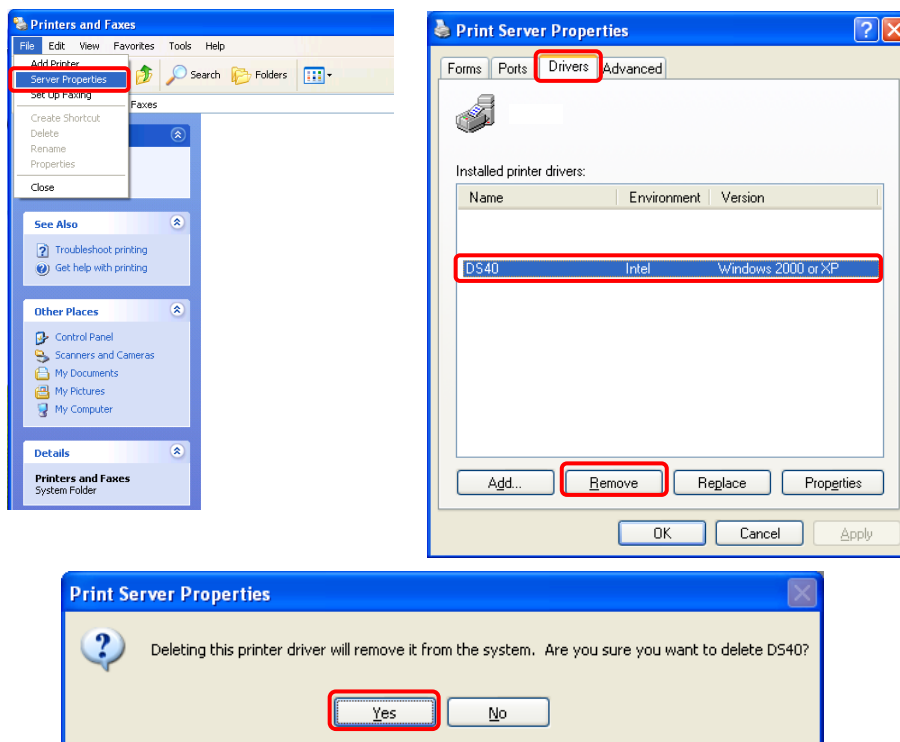 Printers and Faxes
File Edit View Favorites Tools Help
Add Printer
Server Properties
Set Up Faxing
Create Shortcut
Delete
Rename
Properties
Close
Search Folders
Faxes
See Also
Troubleshoot printing
Get help with printing
Other Places
Control Panel
Scanners and Cameras
My Documents
My Pictures
My Computer
Details
Printers and Faxes
System Folder
Print Server Properties
Forms Ports Drivers Advanced
Installed printer drivers:
Name Environment Version
DS40 Intel Windows 2000 or XP
Add... Remove Replace Properties
OK Cancel Apply
Print Server Properties
Deleting this printer driver will remove it from the system. Are you sure you want to delete DS40?
Yes No